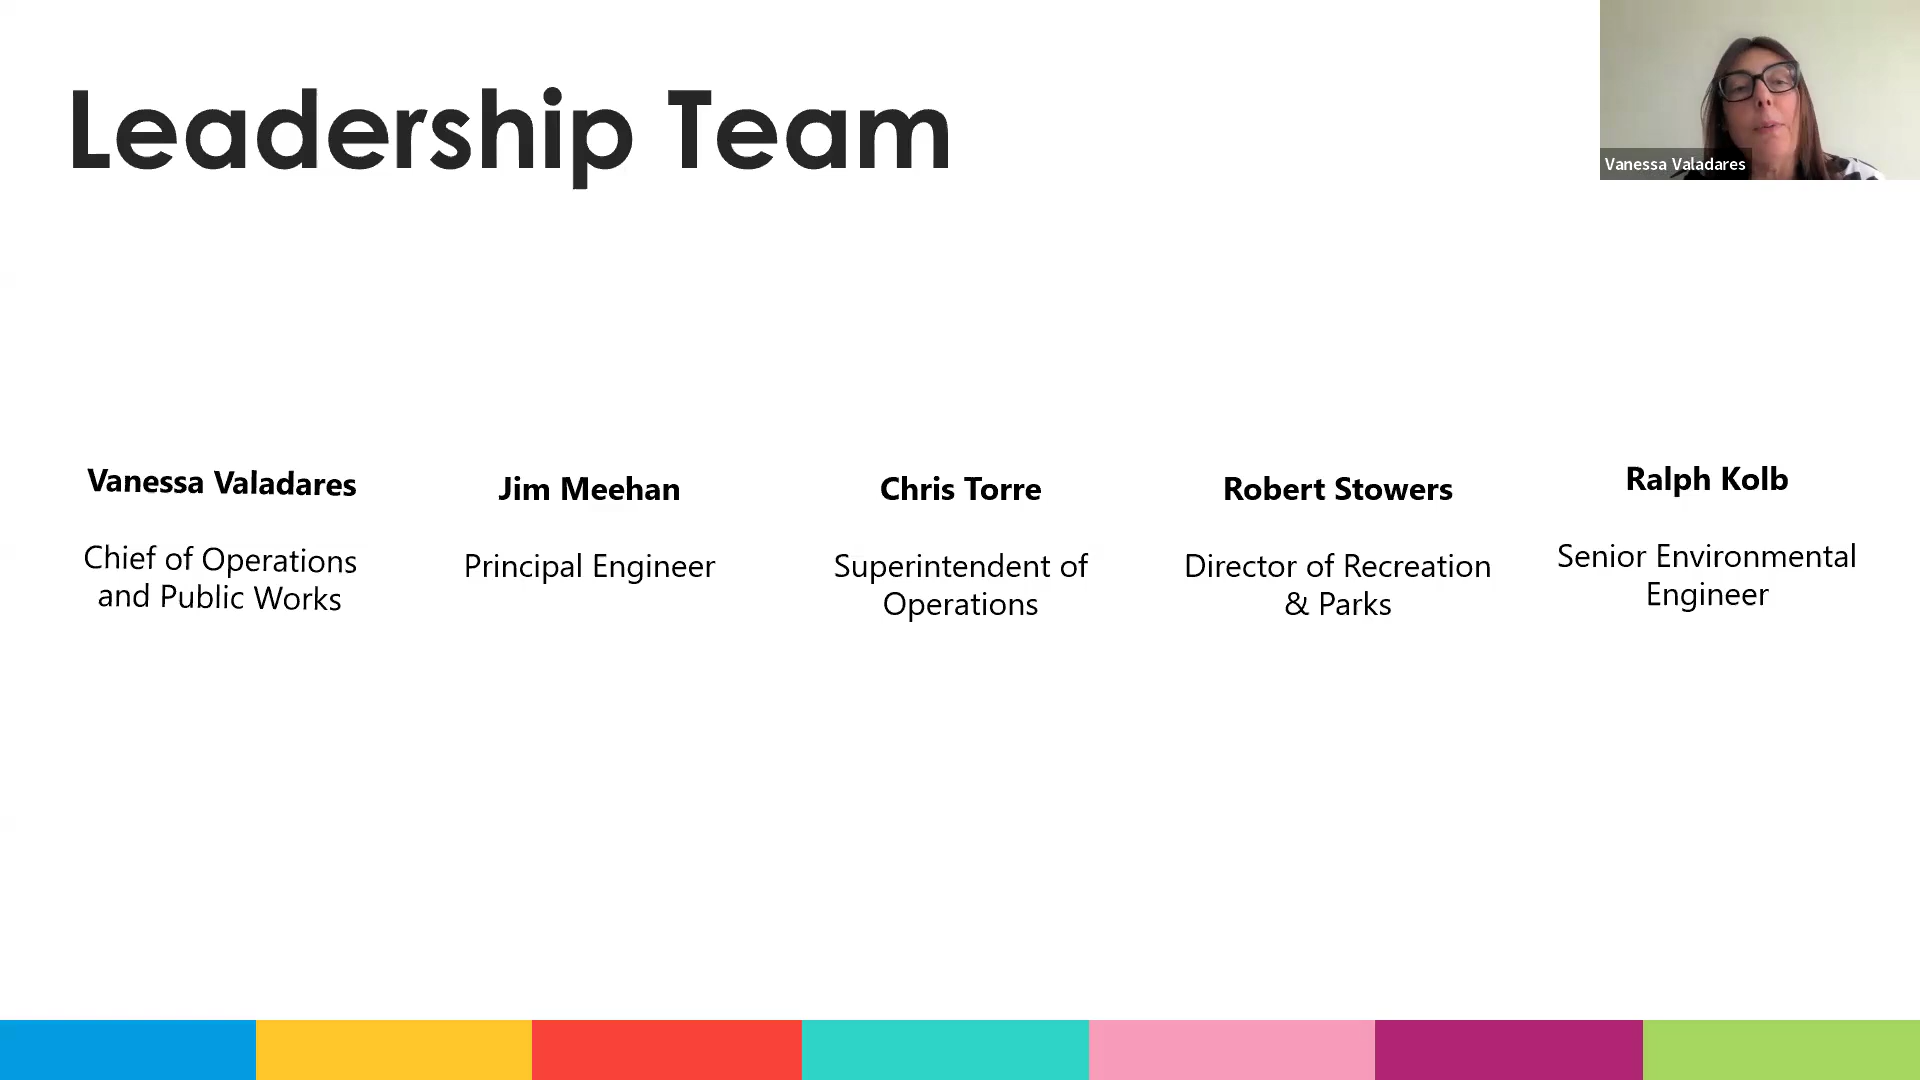 Leadership Team
Vanessa Valadares
Vanessa Valadares
Chief of Operations
and Public Works
Jim Meehan
Principal Engineer
Chris Torre
Superintendent of
Operations
Robert Stowers
Director of Recreation
& Parks
Ralph Kolb
Senior Environmental
Engineer